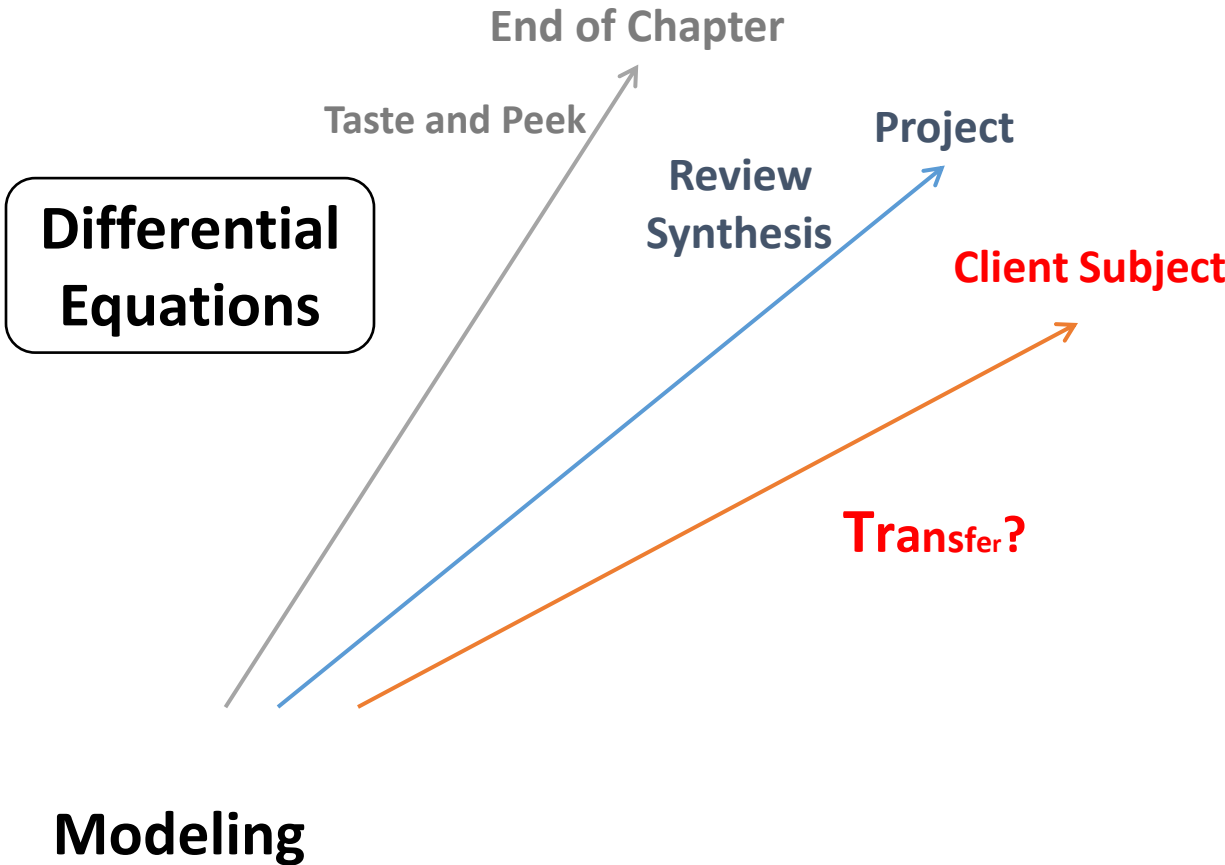 End of Chapter
Taste and Peek
Project
Review
Synthesis
Differential
Equations
Client Subject
Transfer?
Modeling